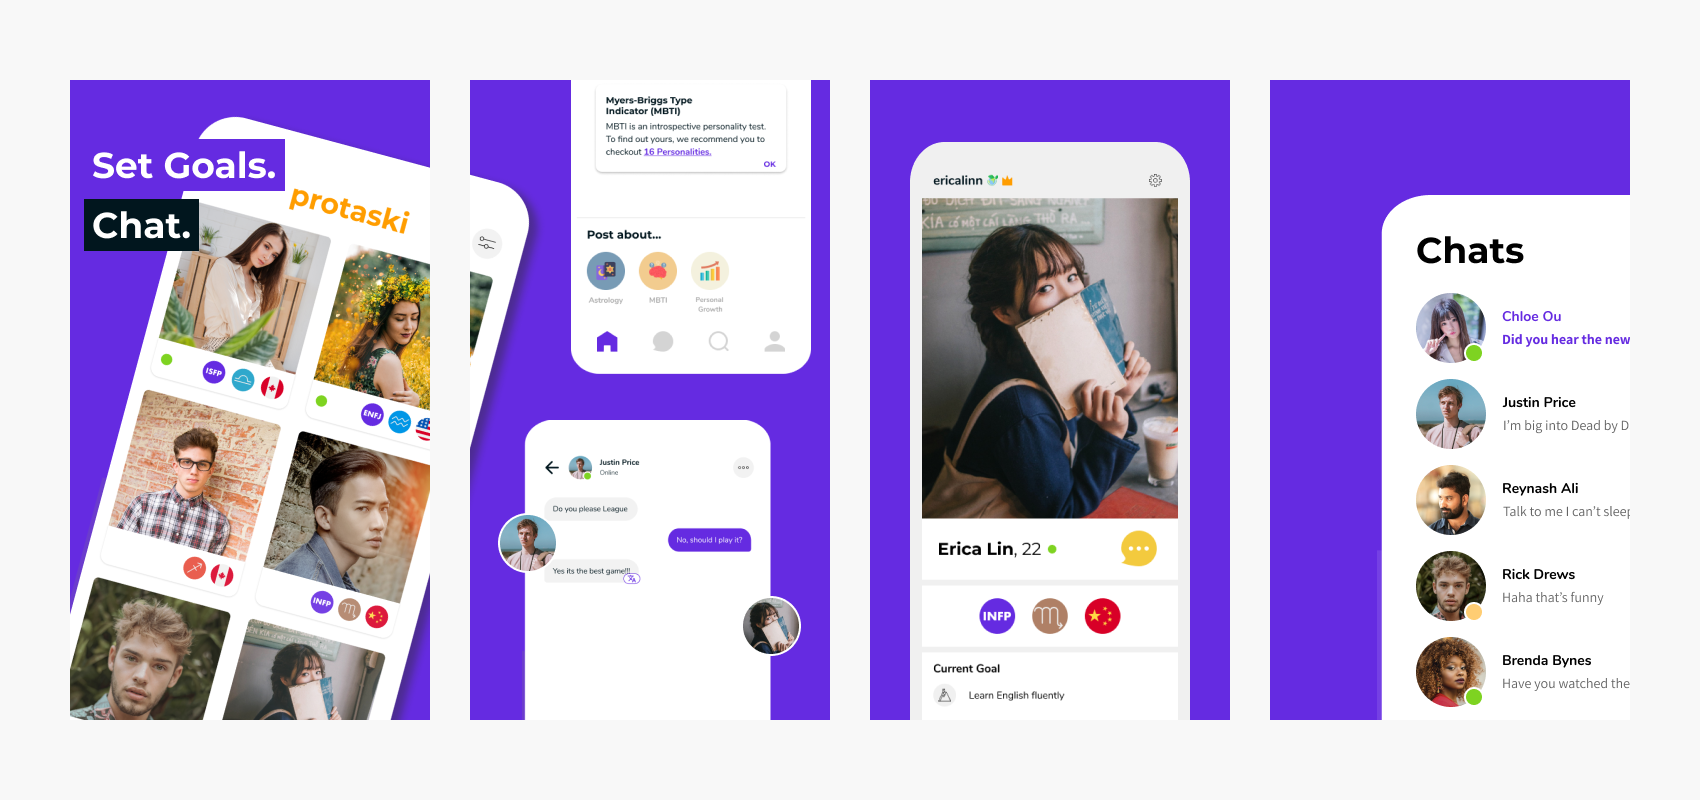 Set Goals.
Chat.
protaski
ISFP
ENFJ
INFP
Myers-Briggs Type
Indicator (MBTI)
MBTI is an introspective personality test.
To find out yours, we recommend you to
checkout 16 Personalities.
OK
Post about...
Astrology
MBTI
Personal
Growth
Justin Price
Online
Do you please League
No, should I play it?
Yes its the best game!!!
ericalinn
Erica Lin, 22
INFP
Current Goal
Learn English fluently
Chats
Chloe Ou
Did you hear the new
Justin Price
I'm big into Dead by D
Reynash Ali
Talk to me I can't sleep
Rick Drews
Haha that's funny
Brenda Bynes
Have you watched the